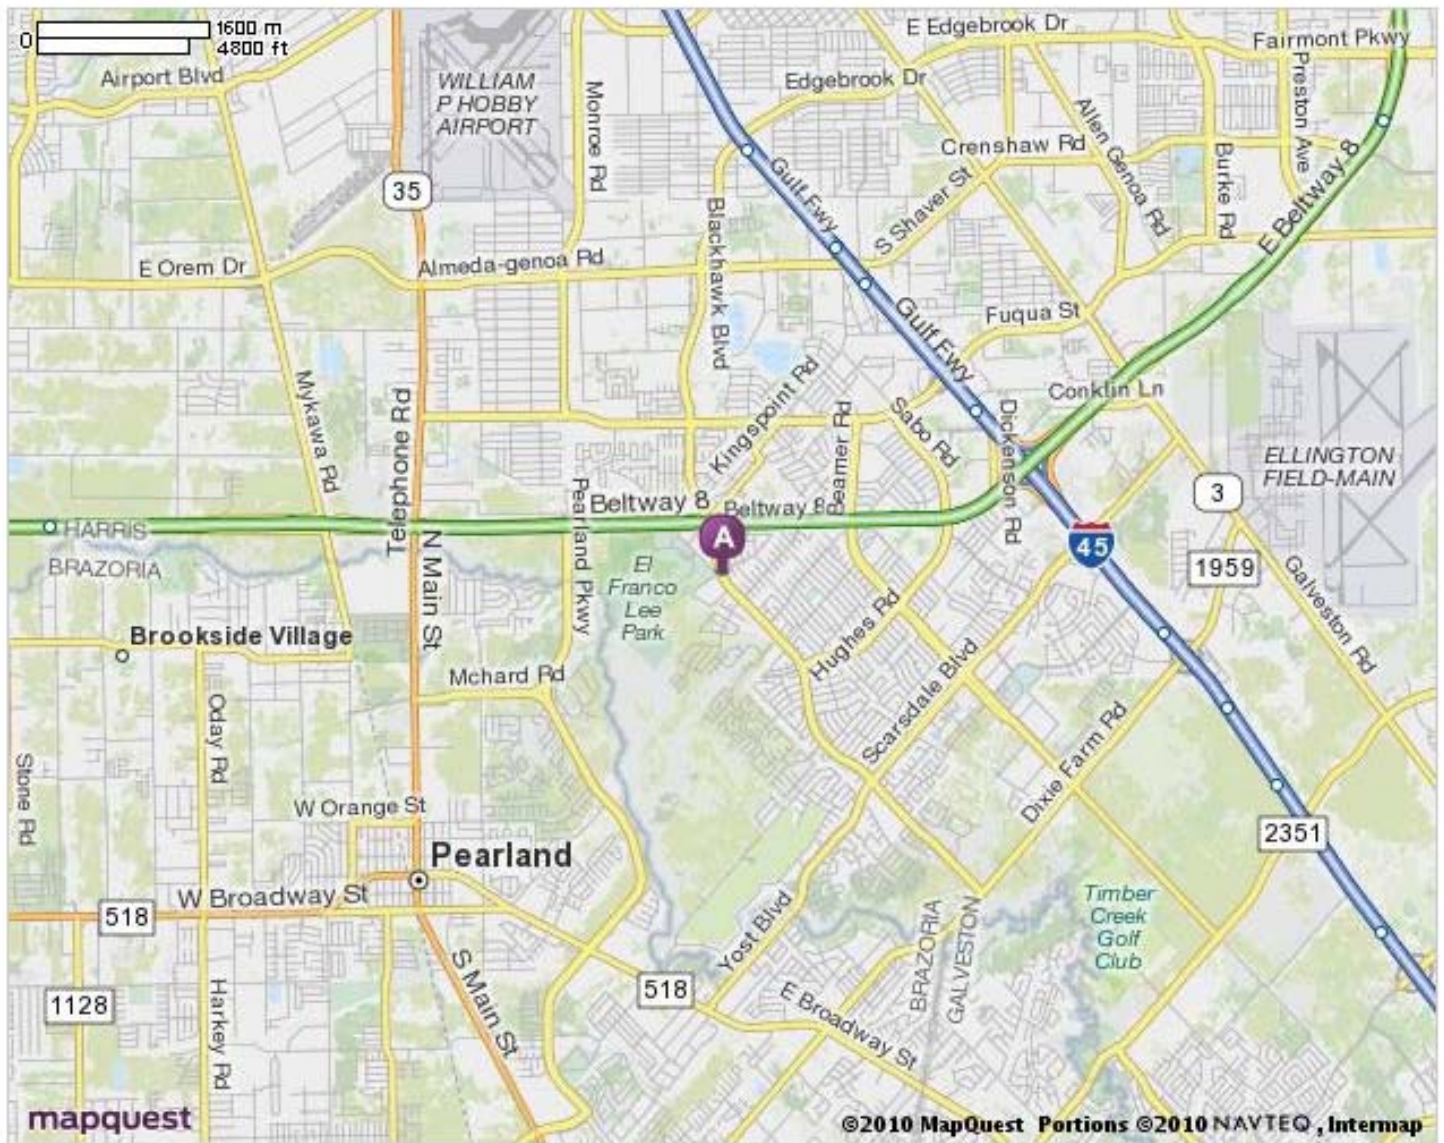 0
1600 m
4800 ft
E Edgebrook Dr
Fairmont Pkwy
Airport Blvd
WILLIAM
P HOBBY
AIRPORT
Edgebrook Dr
Monroe Rd
Preston Ave
Allen Genoa Rd
Crenshaw Rd
Burke Rd
E Beltway 8
35
Gulf Fwy
S Shaver St
Blackhawk Blvd
E Orem Dr
Almeda-genoa Rd
Fuqua St
Gulf Fwy
Mykawa Rd
Telephone Rd
Kingspoint Rd
Conklin Ln
Sabo Rd
Dickenson Rd
Beamer Rd
ELLINGTON
FIELD-MAIN
3
Pearland Pkwy
Beltway 8
Beltway 8
HARRIS
BRAZORIA
A
45
1959
N Main St
El
Franco
Lee
Park
Galveston Rd
Brookside Village
Hughes Rd
Scarsdale Blvd
Mchard Rd
Oday Rd
Stone Rd
Dixie Farm Rd
W Orange St
2351
Pearland
W Broadway St
518
Timber
Creek
Golf
Club
Yost Blvd
BRAZORIA
GALVESTON
S Main St
518
E Broadway St
1128
Harkey Rd
mapquest
©2010 MapQuest Portions ©2010 NAVTEQ, Intermap